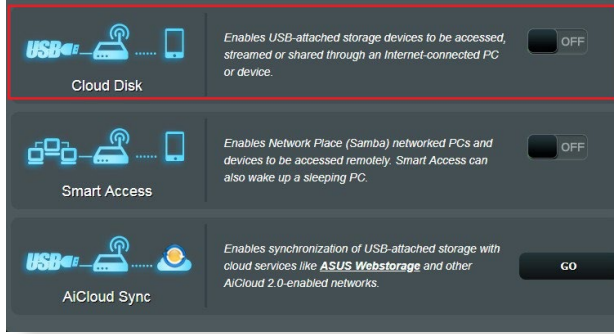 Enables USB-attached storage devices to be accessed,
streamed or shared through an Internet-connected PC
or device.
OFF
USB
Cloud Disk
Enables Network Place (Samba) networked PCs and
devices to be accessed remotely. Smart Access can
also wake up a sleeping PC.
OFF
Smart Access
Enables synchronization of USB-attached storage with
cloud services like ASUS Webstorage and other
AiCloud 2.0-enabled networks.
GO
USB
AiCloud Sync